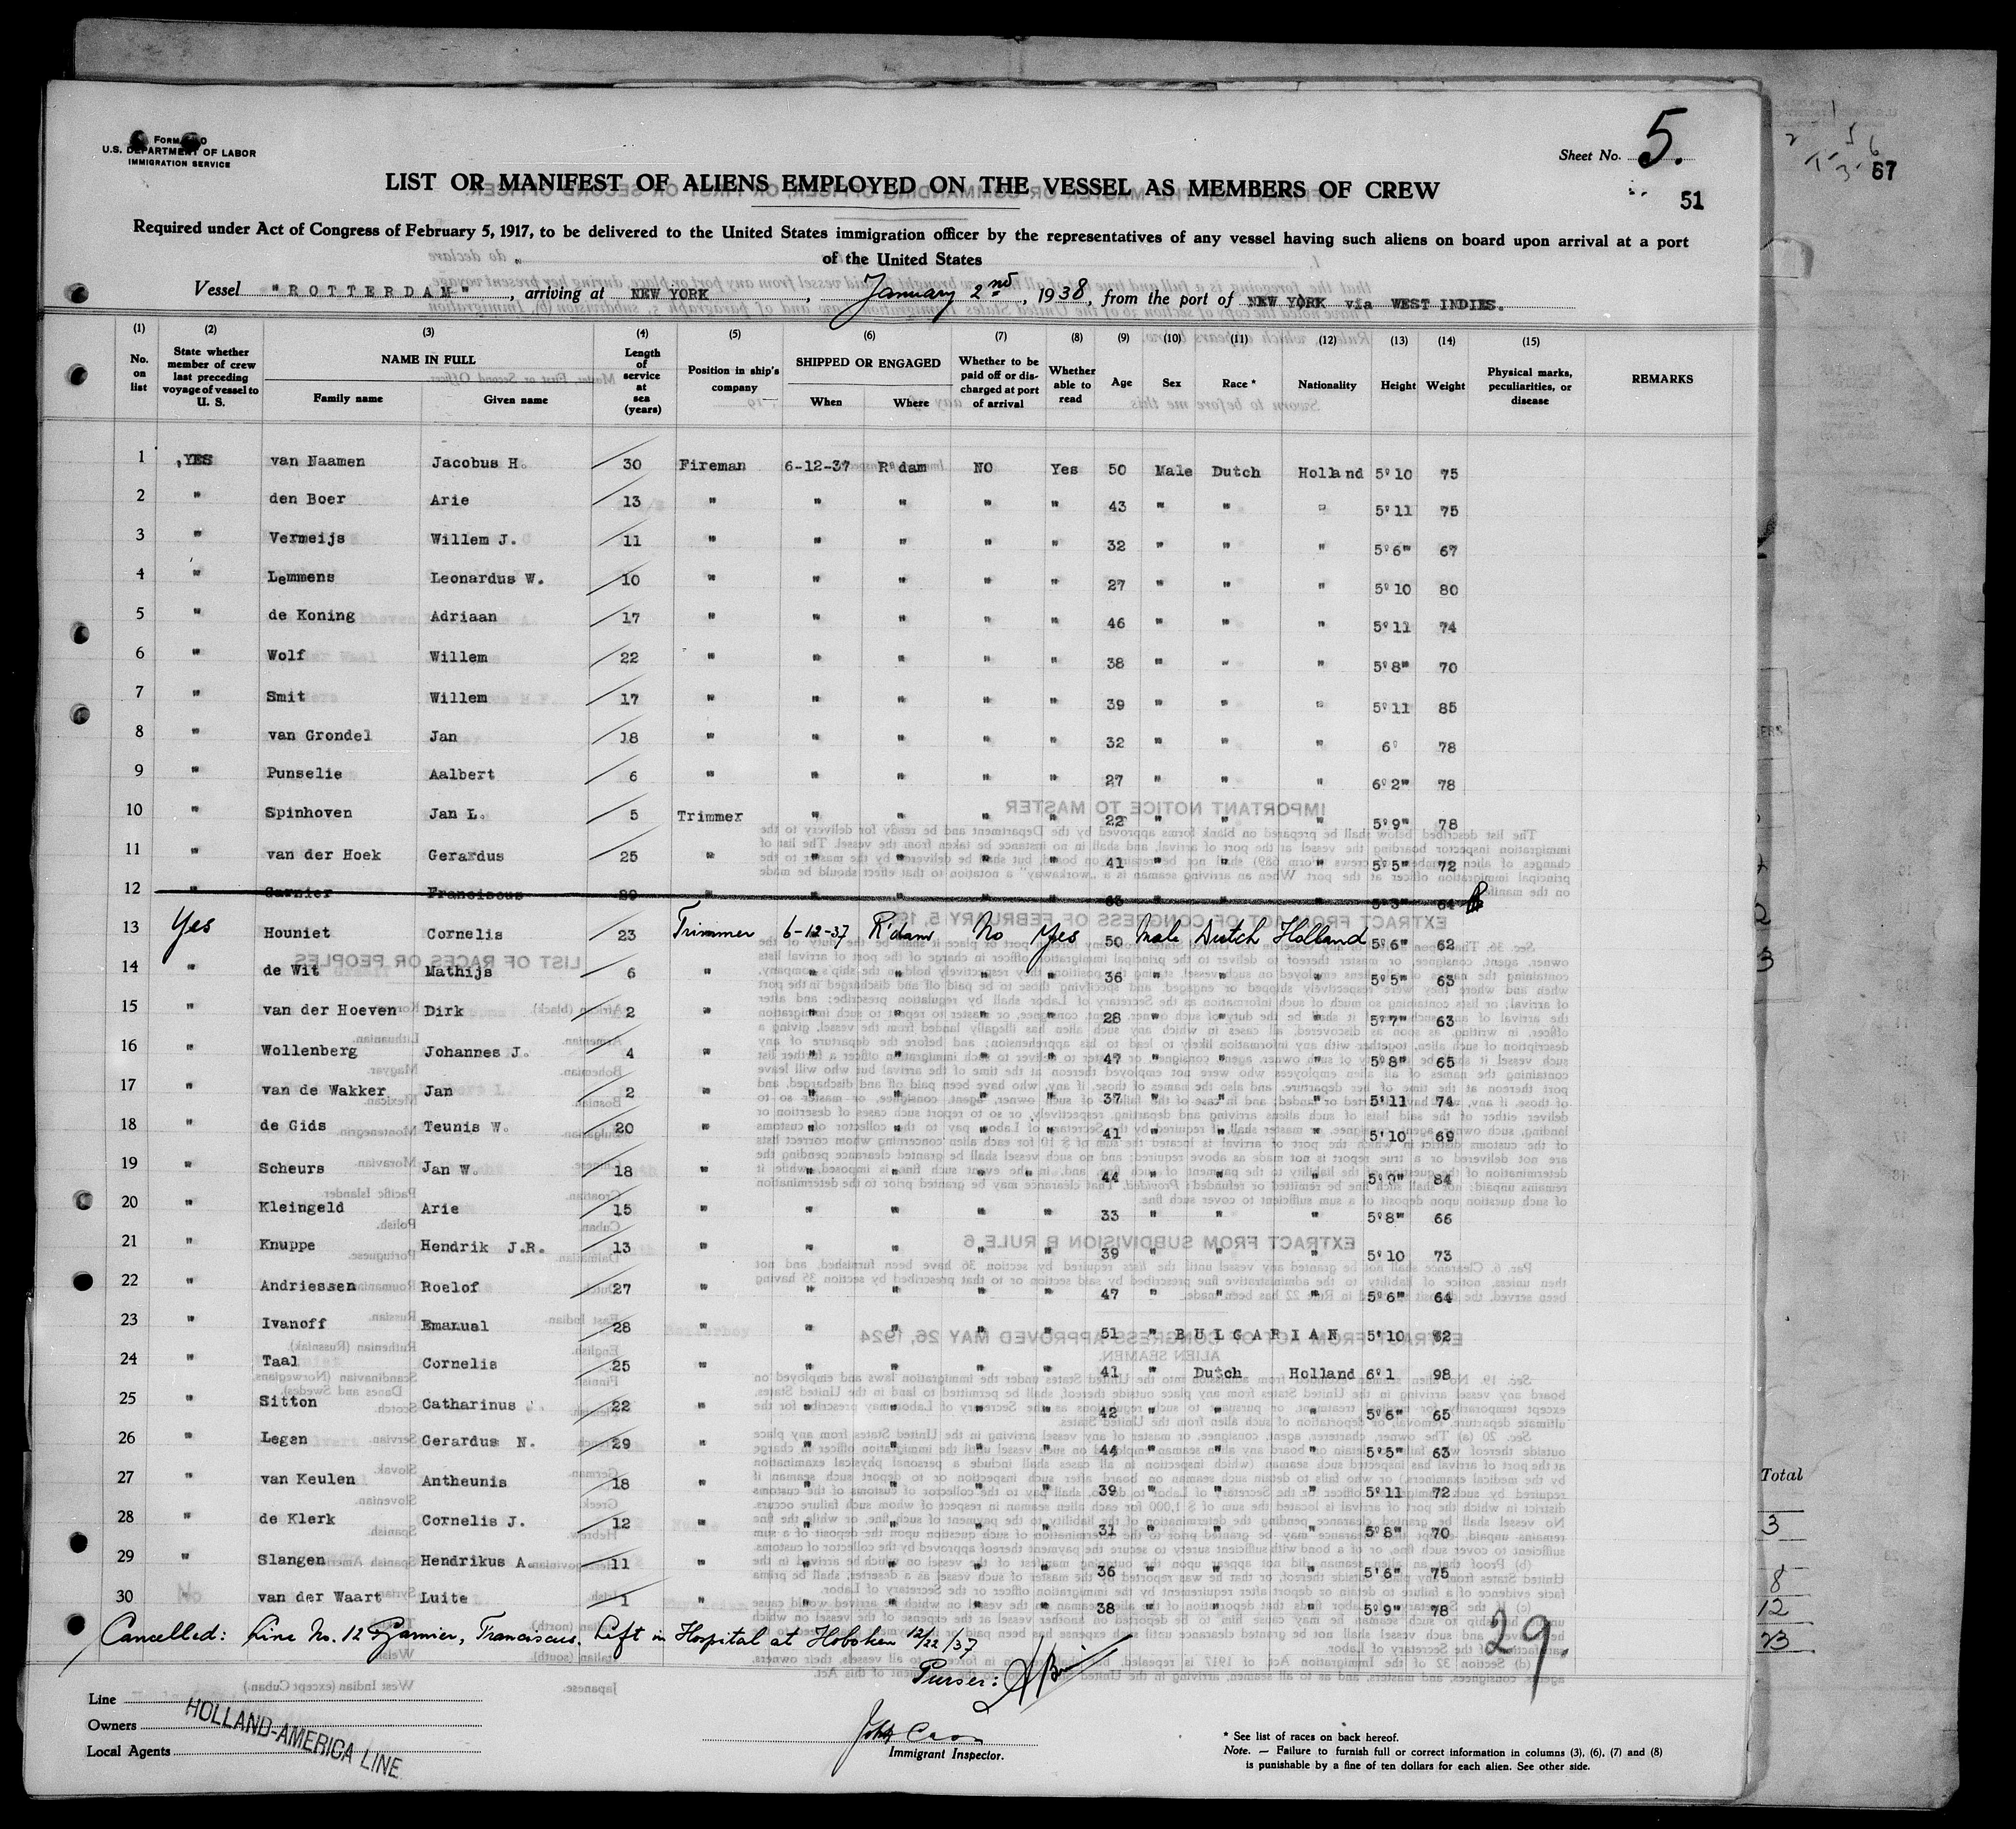 Form 680
U.S. DEPARTMENT OF LABOR
IMMIGRATION SERVICE
Sheet No. 5.
LIST OR MANIFEST OF ALIENS EMPLOYED ON THE VESSEL AS MEMBERS OF CREW
51
67
Required under Act of Congress of February 5, 1917, to be delivered to the United States immigration officer by the representatives of any vessel having such aliens on board upon arrival at a port
of the United States
Vessel "ROTTERDAM", arriving at NEW YORK, January 2nd, 1938, from the port of NEW YORK via WEST INDIES.
(1) (2) (3) (4) (5) (6) (7) (8) (9) (10) (11) (12) (13) (14) (15)
No. on list State whether member of crew last preceding voyage of vessel to U. S. NAME IN FULL Family name Given name Length of service at sea (years) Position in ship's company SHIPPED OR ENGAGED When Where Whether to be paid off or discharged at port of arrival Whether able to read Age Sex Race * Nationality Height Weight Physical marks, peculiarities, or disease REMARKS
1 YES van Naamen Jacobus H. 30 Fireman 6-12-37 R'dam NO Yes 50 Male Dutch Holland 5'10 75
2 " den Boer Arie 13 " " " " " 43 " " " 5'11 75
3 " Vermeijs Willem J. 11 " " " " " 32 " " " 5'6" 67
4 " Lemmens Leonardus W. 10 " " " " " 27 " " " 5'10 80
5 " de Koning Adriaan 17 " " " " " 46 " " " 5'11 74
6 " Wolf Willem 22 " " " " " 38 " " " 5'8" 70
7 " Smit Willem 17 " " " " " 39 " " " 5'11 85
8 " van Grondel Jan 18 " " " " " 32 " " " 6' 78
9 " Punselie Aalbert 6 " " " " " 27 " " " 6'2" 78
10 " Spinhoven Jan L. 5 Trimmer " " " " 22 " " " 5'9" 78
11 " van der Hoek Gerardus 25 " " " " " 41 " " " 5'5" 72
12 " Garnier Franciscus 29 " " " " " 63 " " " 5'3" 64
13 Yes Houniet Cornelis 23 Trimmer 6-12-37 R'dam No Yes 50 Male Dutch Holland 5'6" 62
14 " de Wit Mathijs 6 " " " " " 36 " " " 5'5" 63
15 " van der Hoeven Dirk 2 " " " " " 28 " " " 5'7" 63
16 " Wollenberg Johannes J. 4 " " " " " 47 " " " 5'8" 65
17 " van de Wakker Jan 2 " " " " " 37 " " " 5'11 74
18 " de Gids Teunis W. 20 " " " " " 41 " " " 5'10 69
19 " Scheurs Jan W. 18 " " " " " 44 " " " 5'9" 84
20 " Kleingeld Arie 15 " " " " " 33 " " " 5'8" 66
21 " Knuppe Hendrik J.R. 13 " " " " " 39 " " " 5'10 73
22 " Andriessen Roelof 27 " " " " " 47 " " " 5'6" 64
23 " Ivanoff Emanuel 28 " " " " " 51 " BULGARIAN 5'10 62
24 " Taal Cornelis 25 " " " " " 41 " Dutch Holland 6'1 98
25 " Sitton Catharinus 22 " " " " " 42 " " " 5'6" 65
26 " Legen Gerardus N. 29 " " " " " 44 " " " 5'5" 63
27 " van Keulen Antheunis 18 " " " " " 39 " " " 5'11 72
28 " de Klerk Cornelis J. 12 " " " " " 31 " " " 5'8" 70
29 " Slangen Hendrikus A. 11 " " " " " 36 " " " 5'6" 75
30 " van der Waart Luite 1 " " " " " 38 " " " 5'9" 78
Cancelled: Line No. 12 Garnier, Franciscus. Left in Hospital at Hoboken 12/22/37
29.
Purser:
Line
Owners
Local Agents
HOLLAND-AMERICA LINE
John
Immigrant Inspector.
* See list of races on back hereof.
Note. — Failure to furnish full or correct information in columns (3), (6), (7) and (8)
is punishable by a fine of ten dollars for each alien. See other side.
Total
3
8
12
23